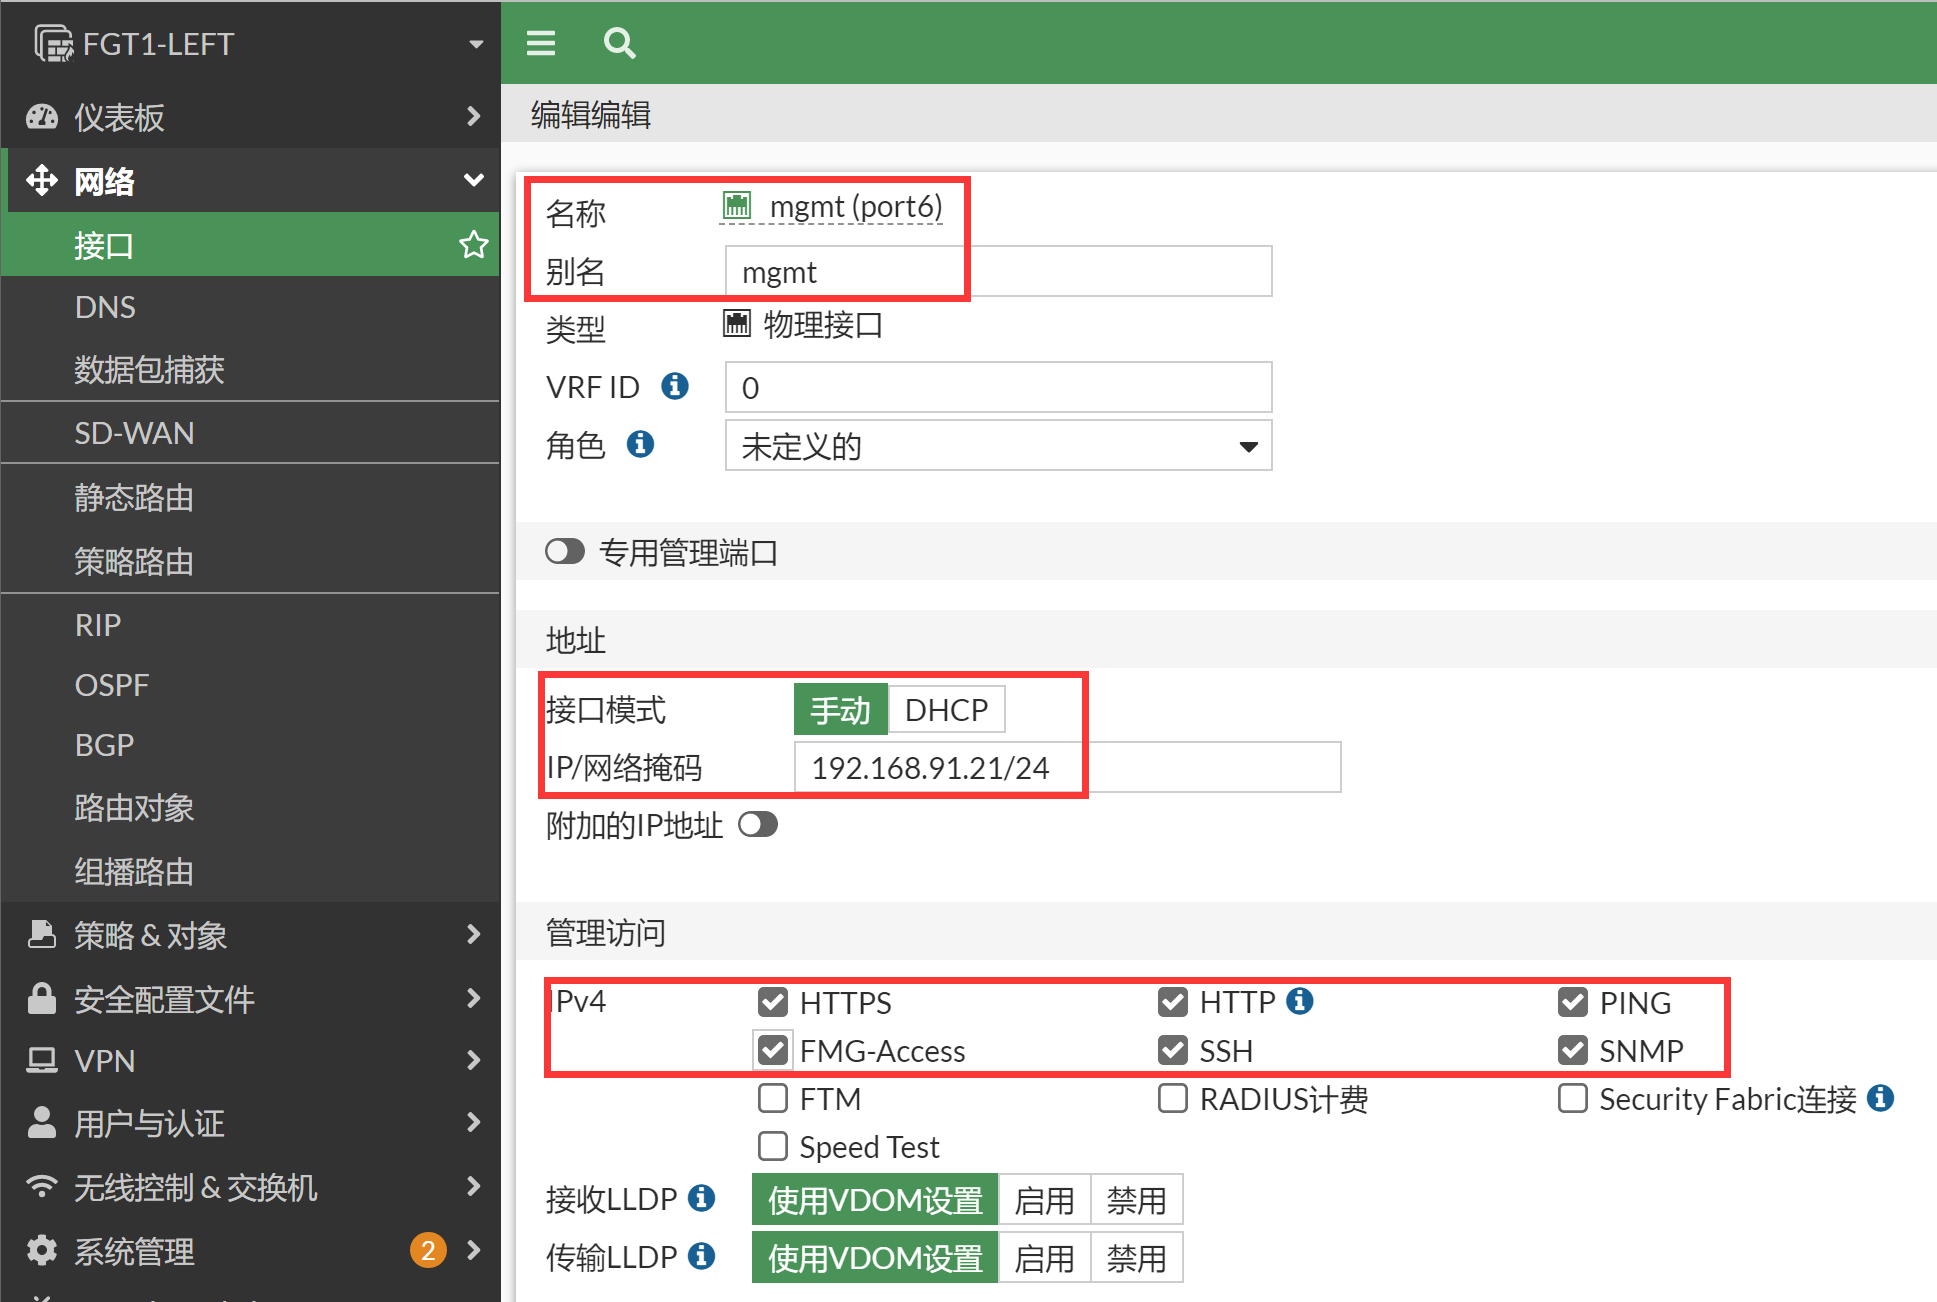 FGT1-LEFT
仪表板
网络
接口
DNS
数据包捕获
SD-WAN
静态路由
策略路由
RIP
OSPF
BGP
路由对象
组播路由
策略 & 对象
安全配置文件
VPN
用户与认证
无线控制 & 交换机
系统管理 2
编辑编辑
名称 mgmt (port6)
别名 mgmt
类型 物理接口
VRF ID 0
角色 未定义的
专用管理端口
地址
接口模式 手动 DHCP
IP/网络掩码 192.168.91.21/24
附加的IP地址
管理访问
IPv4 HTTPS HTTP PING
FMG-Access SSH SNMP
FTM RADIUS计费 Security Fabric连接
Speed Test
接收LLDP 使用VDOM设置 启用 禁用
传输LLDP 使用VDOM设置 启用 禁用